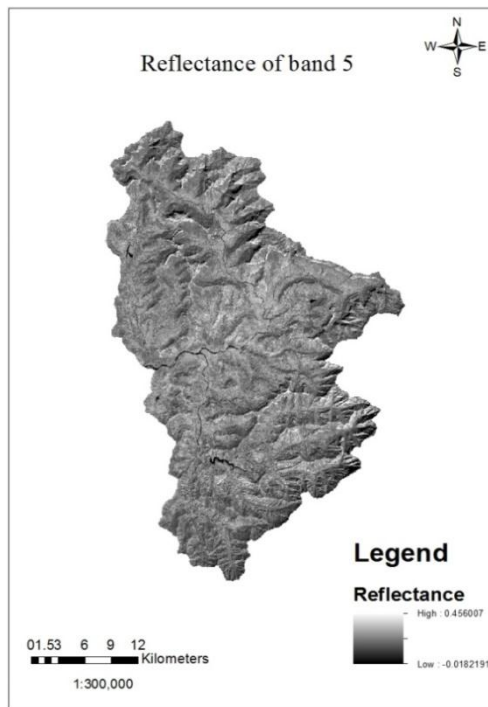 N
W E
S
Reflectance of band 5
Legend
Reflectance
High : 0.456007
Low : -0.0182191
01.53 6 9 12
Kilometers
1:300,000